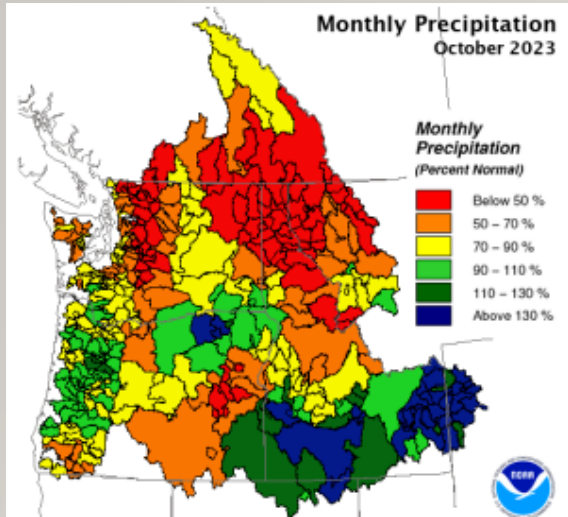 Monthly Precipitation
October 2023
Monthly
Precipitation
(Percent Normal)
Below 50 %
50 – 70 %
70 – 90 %
90 – 110 %
110 – 130 %
Above 130 %
NOAA